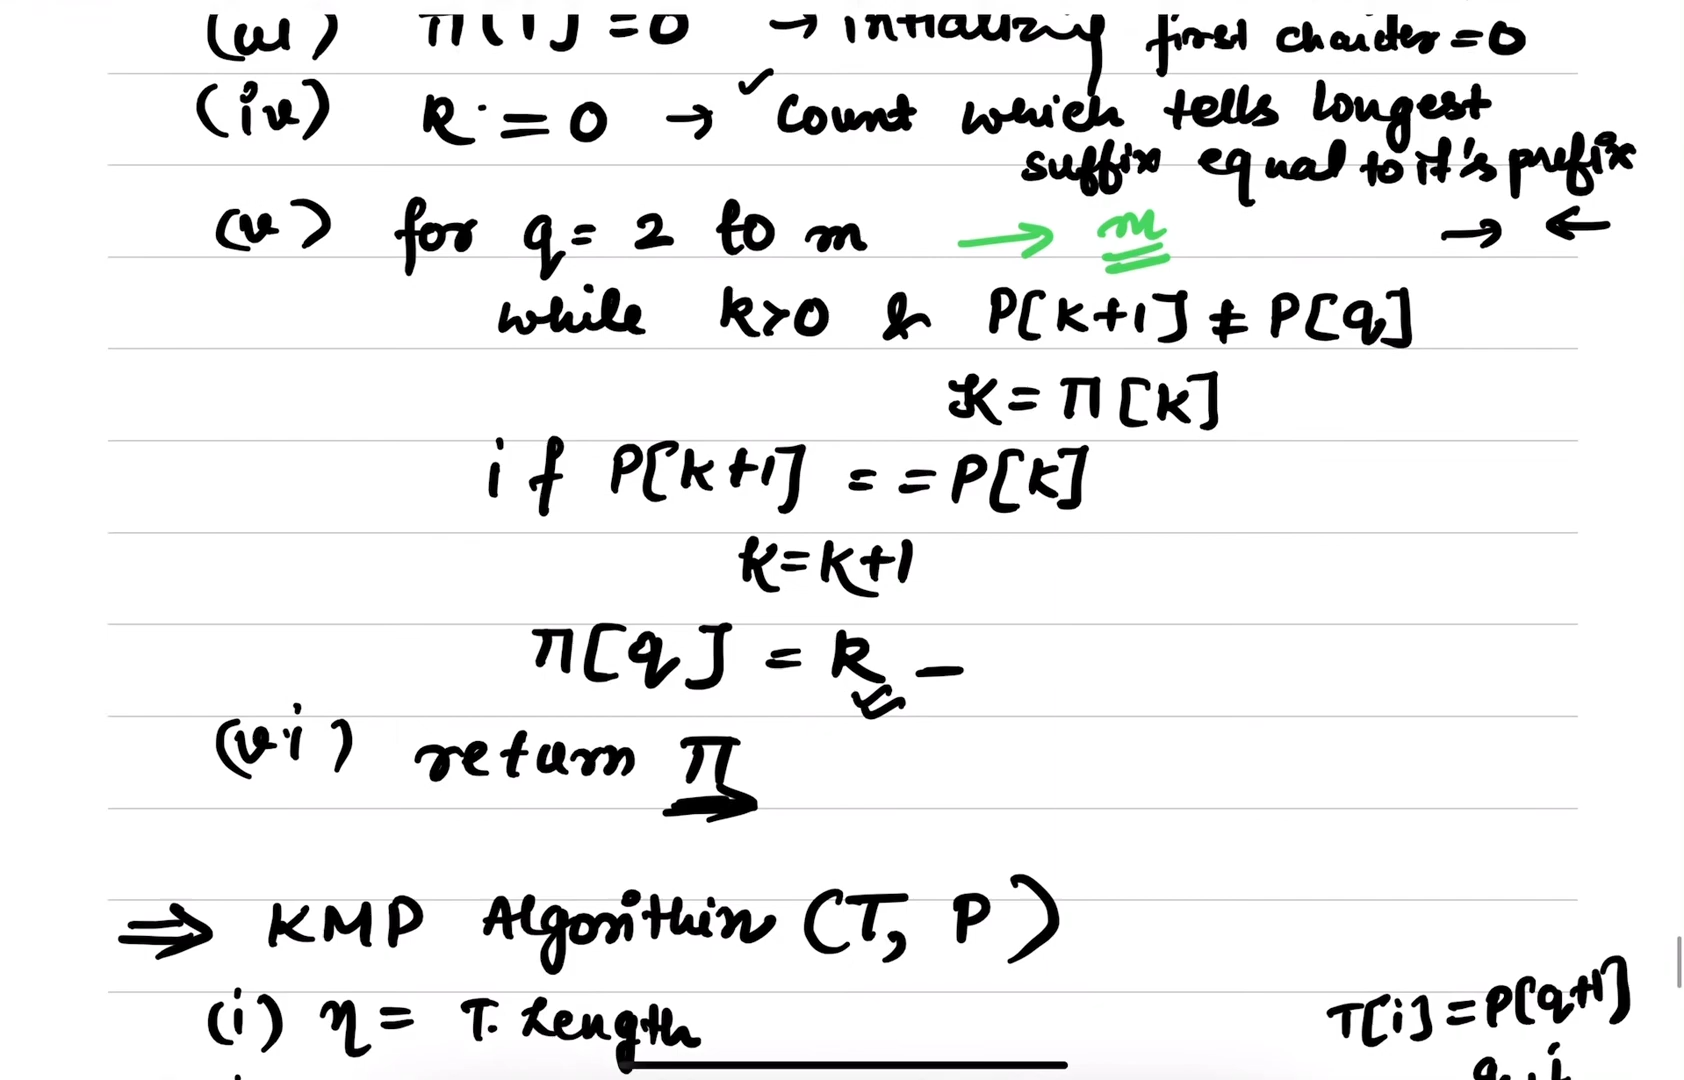 (iii) π[1] = 0 → initializing first charcter = 0
(iv) k = 0 → ✓ Count which tells longest
suffix equal to it's prefix
(v) for q = 2 to m → m → ←
while k>0 & P[k+1] ≠ P[q]
K = π[k]
if P[k+1] == P[k]
k = k+1
π[q] = k –
(vi) return π
⇒ KMP Algorithm (T, P)
(i) n = T. Length
T[i] = P[q+1]